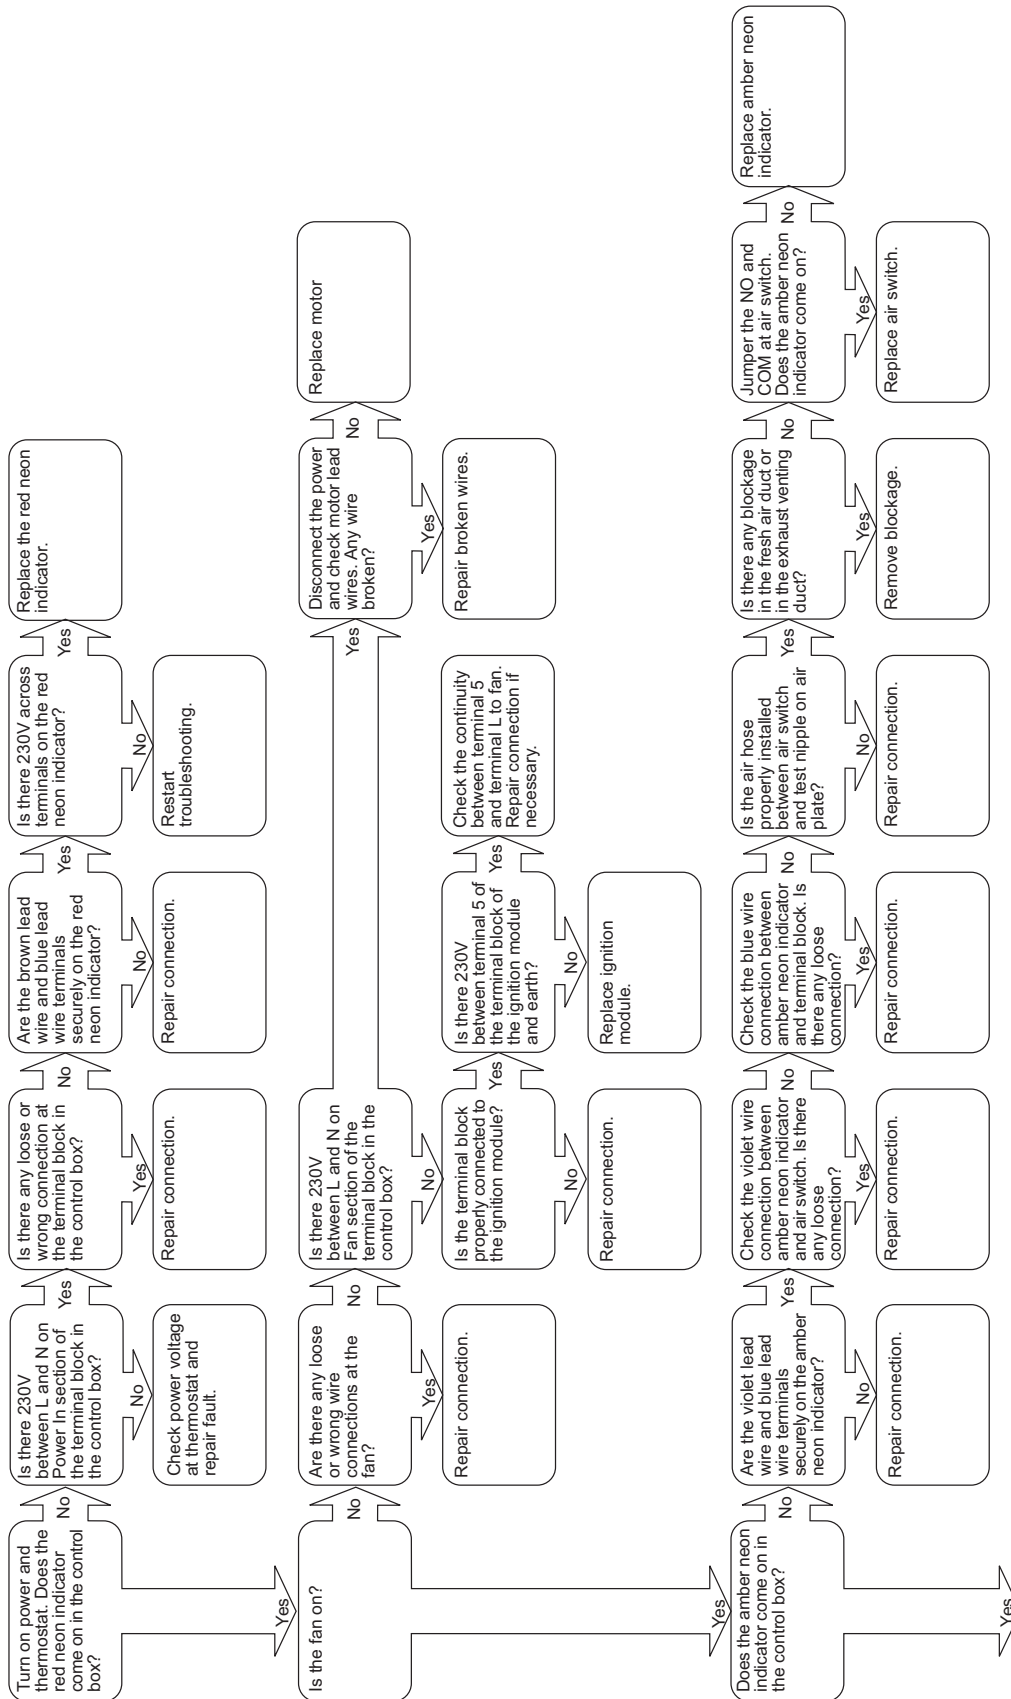 Turn on power and
thermostat. Does the
red neon indicator
come on in the control
box?
No
Is there 230V
between L and N on
Power In section of
the terminal block in
the control box?
Yes
Is there any loose or
wrong connection at
the terminal block in
the control box?
No
Are the brown lead
wire and blue lead
wire terminals
securely on the red
neon indicator?
Yes
Is there 230V across
terminals on the red
neon indicator?
Yes
Replace the red neon
indicator.
No
Check power voltage
at thermostat and
repair fault.
Yes
Repair connection.
No
Repair connection.
No
Restart
troubleshooting.
Yes
Is the fan on?
No
Are there any loose
or wrong wire
connections at the
fan?
No
Is there 230V
between L and N on
Fan section of the
terminal block in the
control box?
Yes
Disconnect the power
and check motor lead
wires. Any wire
broken?
No
Replace motor
Yes
Repair connection.
No
Is the terminal block
properly connected to
the ignition module?
Yes
Is there 230V
between terminal 5 of
the terminal block of
the ignition module
and earth?
Yes
Check the continuity
between terminal 5
and terminal L to fan.
Repair connection if
necessary.
Yes
Repair broken wires.
No
Repair connection.
No
Replace ignition
module.
Yes
Does the amber neon
indicator come on in
the control box?
No
Are the violet lead
wire and blue lead
wire terminals
securely on the amber
neon indicator?
Yes
Check the violet wire
connection between
amber neon indicator
and air switch. Is there
any loose
connection?
No
Check the blue wire
connection between
amber neon indicator
and terminal block. Is
there any loose
connection?
No
Is the air hose
properly installed
between air switch
and test nipple on air
plate?
Yes
Is there any blockage
in the fresh air duct or
in the exhaust venting
duct?
No
Jumper the NO and
COM at air switch.
Does the amber neon
indicator come on?
No
Replace amber neon
indicator.
No
Repair connection.
Yes
Repair connection.
Yes
Repair connection.
No
Repair connection.
Yes
Remove blockage.
Yes
Replace air switch.
Yes